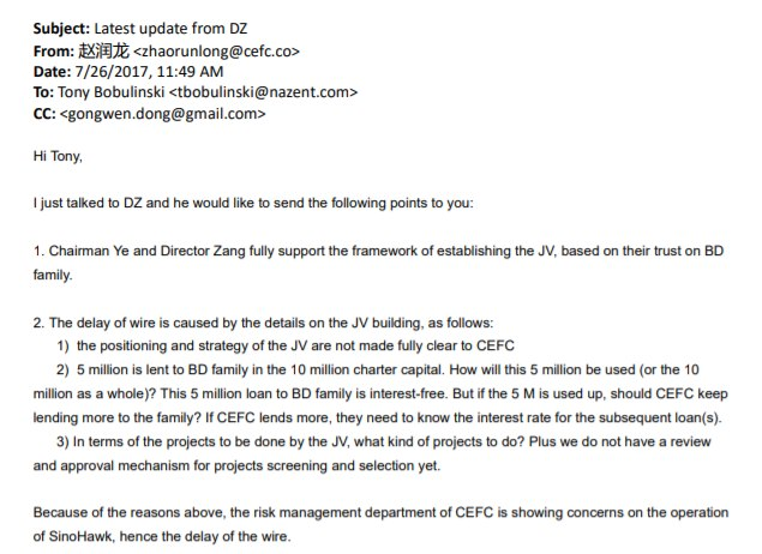 Subject: Latest update from DZ
From: 赵润龙 <zhaorunlong@cefc.co>
Date: 7/26/2017, 11:49 AM
To: Tony Bobulinski <tbobulinski@nazent.com>
CC: <gongwen.dong@gmail.com>
Hi Tony,
I just talked to DZ and he would like to send the following points to you:
1. Chairman Ye and Director Zang fully support the framework of establishing the JV, based on their trust on BD
family.
2. The delay of wire is caused by the details on the JV building, as follows:
1) the positioning and strategy of the JV are not made fully clear to CEFC
2) 5 million is lent to BD family in the 10 million charter capital. How will this 5 million be used (or the 10
million as a whole)? This 5 million loan to BD family is interest-free. But if the 5 M is used up, should CEFC keep
lending more to the family? If CEFC lends more, they need to know the interest rate for the subsequent loan(s).
3) In terms of the projects to be done by the JV, what kind of projects to do? Plus we do not have a review
and approval mechanism for projects screening and selection yet.
Because of the reasons above, the risk management department of CEFC is showing concerns on the operation
of SinoHawk, hence the delay of the wire.